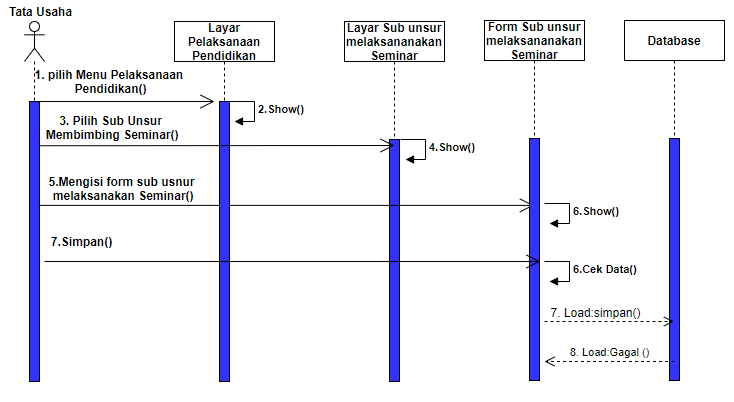 Tata Usaha
Layar
Pelaksanaan
Pendidikan
Layar Sub unsur
melaksananakan
Seminar
Form Sub unsur
melaksananakan
Seminar
Database
1. pilih Menu Pelaksanaan
Pendidikan()
2.Show()
3. Pilih Sub Unsur
Membimbing Seminar()
4.Show()
5.Mengisi form sub usnur
melaksanakan Seminar()
6.Show()
7.Simpan()
6.Cek Data()
7. Load:simpan()
8. Load:Gagal ()